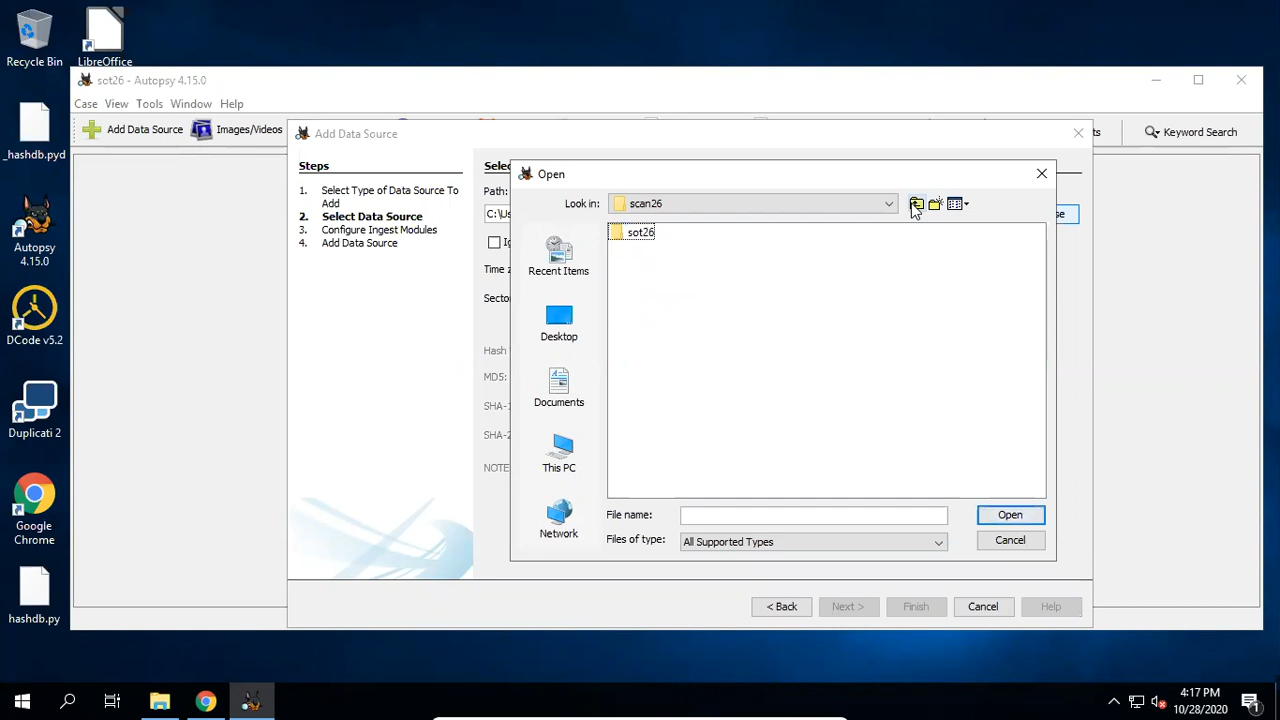 Recycle Bin
LibreOffice
_hashdb.pyd
Autopsy
4.15.0
DCode v5.2
Duplicati 2
Google
Chrome
hashdb.py
sot26 - Autopsy 4.15.0
Case View Tools Window Help
Add Data Source Images/Videos Keyword Search
Add Data Source
Steps
1. Select Type of Data Source To
Add
2. Select Data Source
3. Configure Ingest Modules
4. Add Data Source
Path:
Hash
MD5:
SHA-1
SHA-2
NOTE
Open
Look in: scan26
sot26
Recent Items
Desktop
Documents
This PC
Network
File name: Open
Files of type: All Supported Types Cancel
< Back Next > Finish Cancel Help
4:17 PM
10/28/2020
1